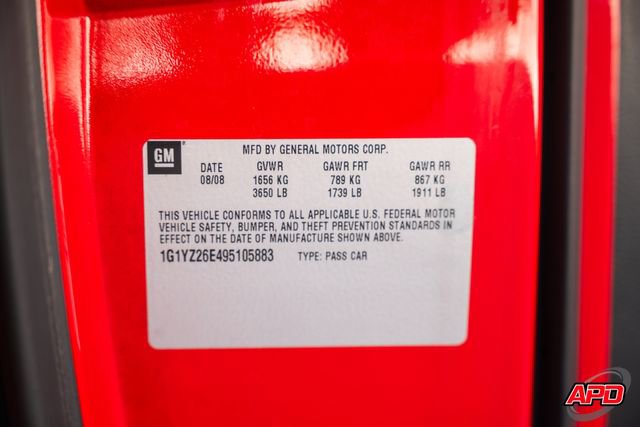 GM
MFD BY GENERAL MOTORS CORP.
DATE GVWR GAWR FRT GAWR RR
08/08 1656 KG 789 KG 867 KG
3650 LB 1739 LB 1911 LB
THIS VEHICLE CONFORMS TO ALL APPLICABLE U.S. FEDERAL MOTOR
VEHICLE SAFETY, BUMPER, AND THEFT PREVENTION STANDARDS IN
EFFECT ON THE DATE OF MANUFACTURE SHOWN ABOVE.
1G1YZ26E495105883 TYPE: PASS CAR
APD